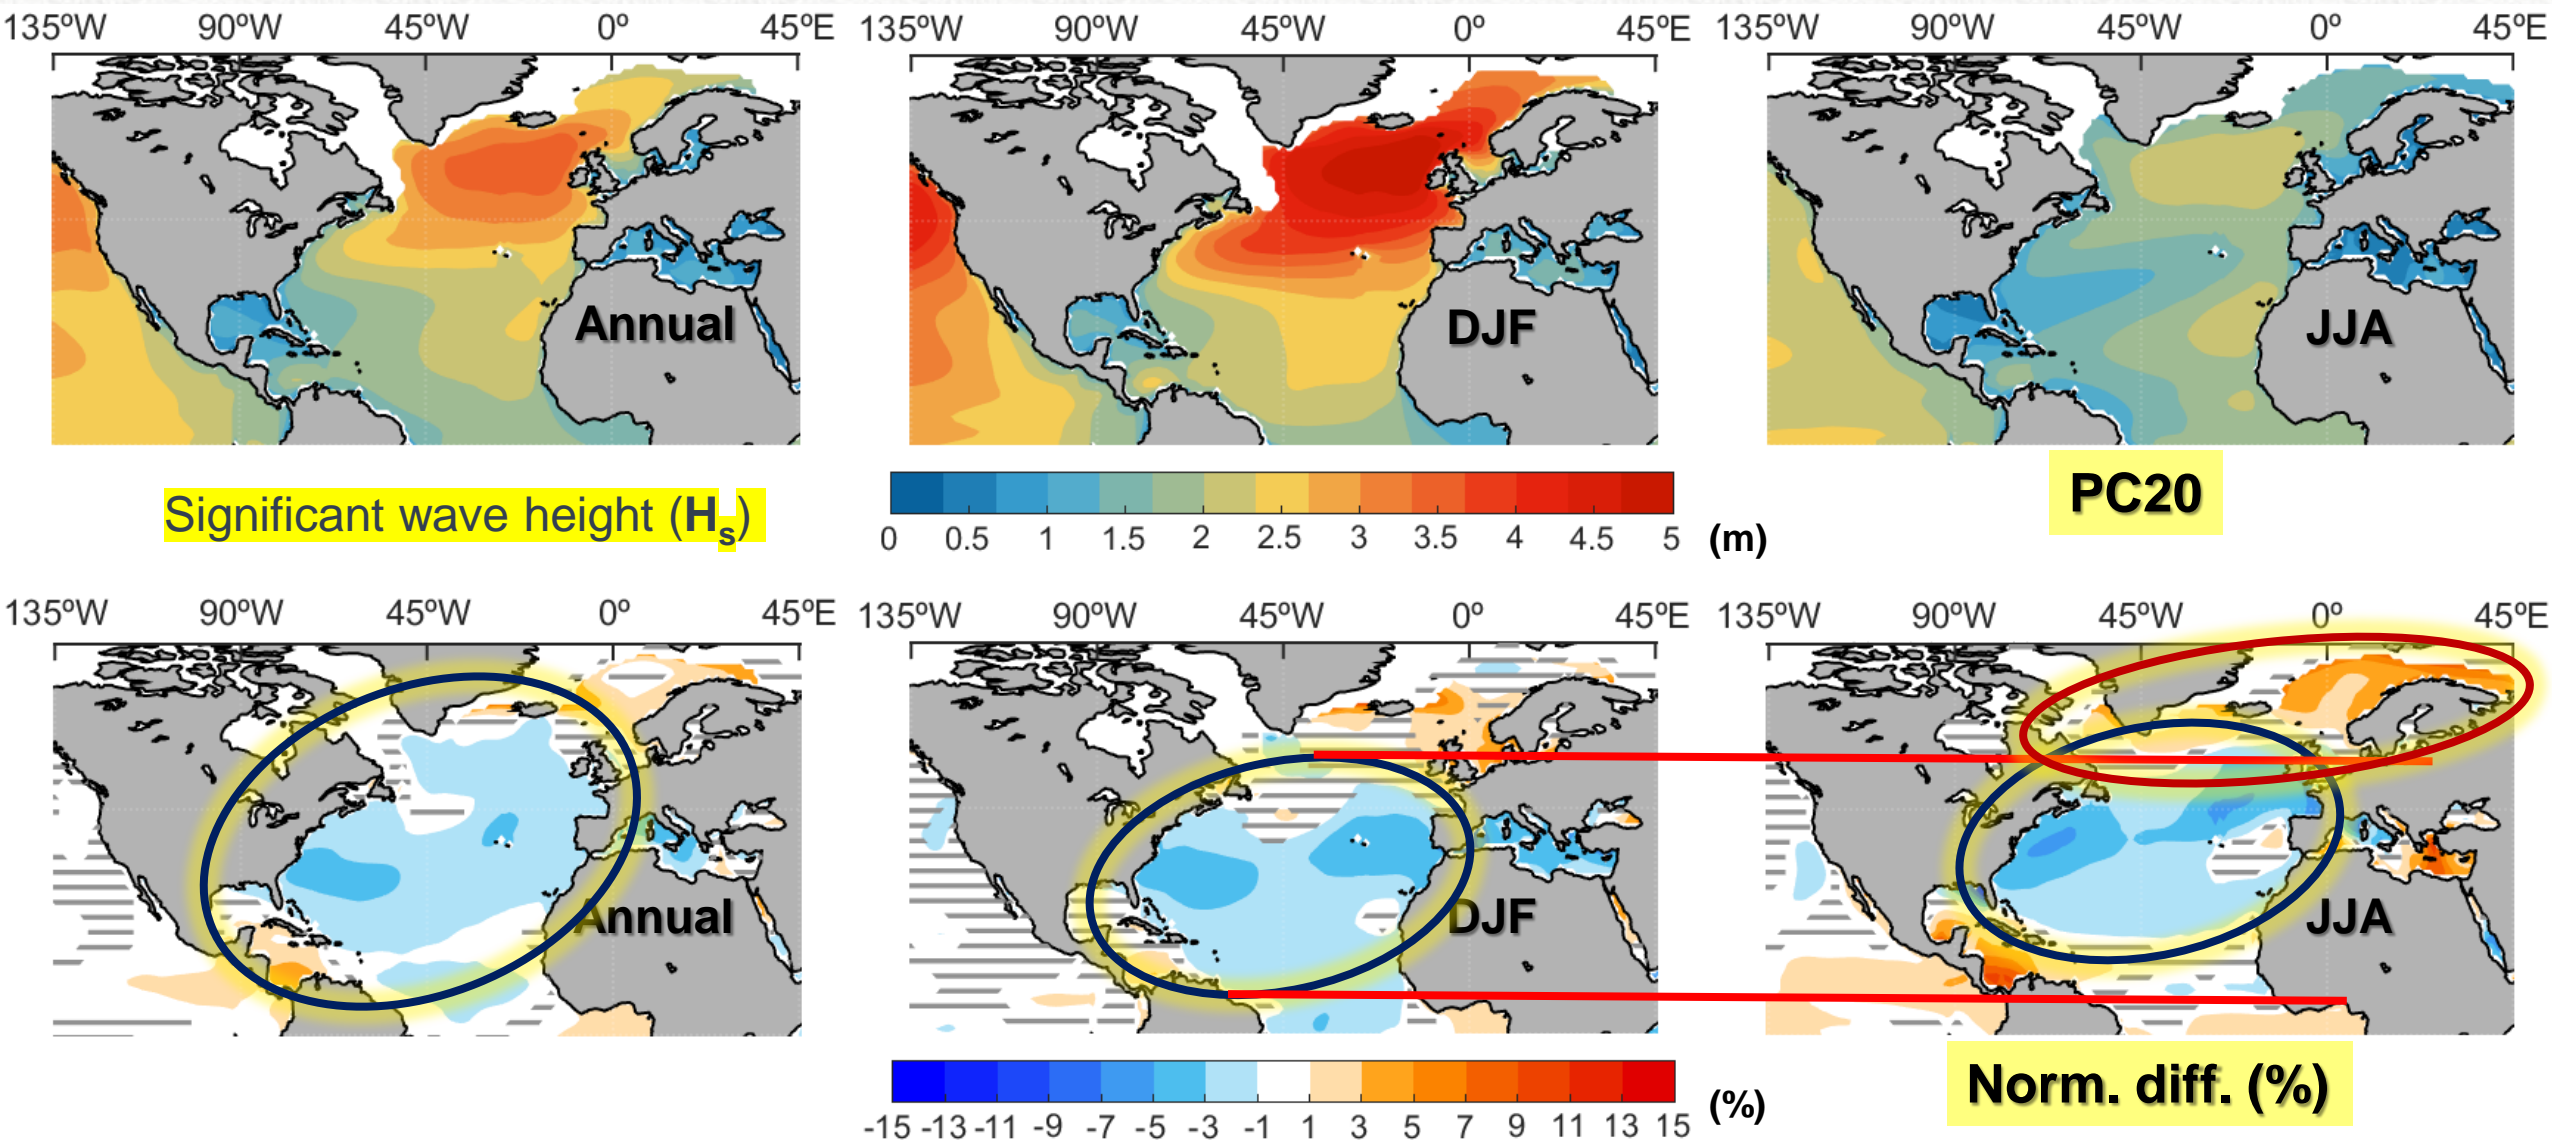 135ºW 90ºW 45ºW 0º 45ºE 135ºW 90ºW 45ºW 0º 45ºE 135ºW 90ºW 45ºW 0º 45ºE
Annual DJF JJA
Significant wave height (Hs)
0 0.5 1 1.5 2 2.5 3 3.5 4 4.5 5 (m)
PC20
135ºW 90ºW 45ºW 0º 45ºE 135ºW 90ºW 45ºW 0º 45ºE 135ºW 90ºW 45ºW 0º 45ºE
Annual DJF JJA
-15 -13 -11 -9 -7 -5 -3 -1 1 3 5 7 9 11 13 15 (%)
Norm. diff. (%)